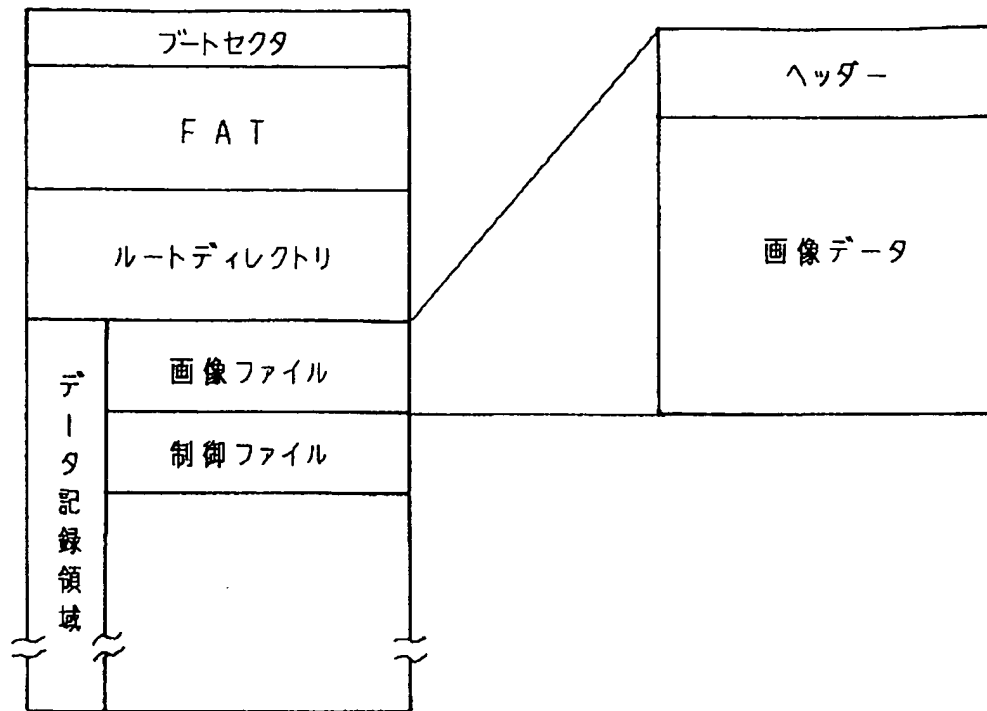 ブートセクタ
FAT
ルートディレクトリ
データ記録領域
画像ファイル
制御ファイル
ヘッダー
画像データ